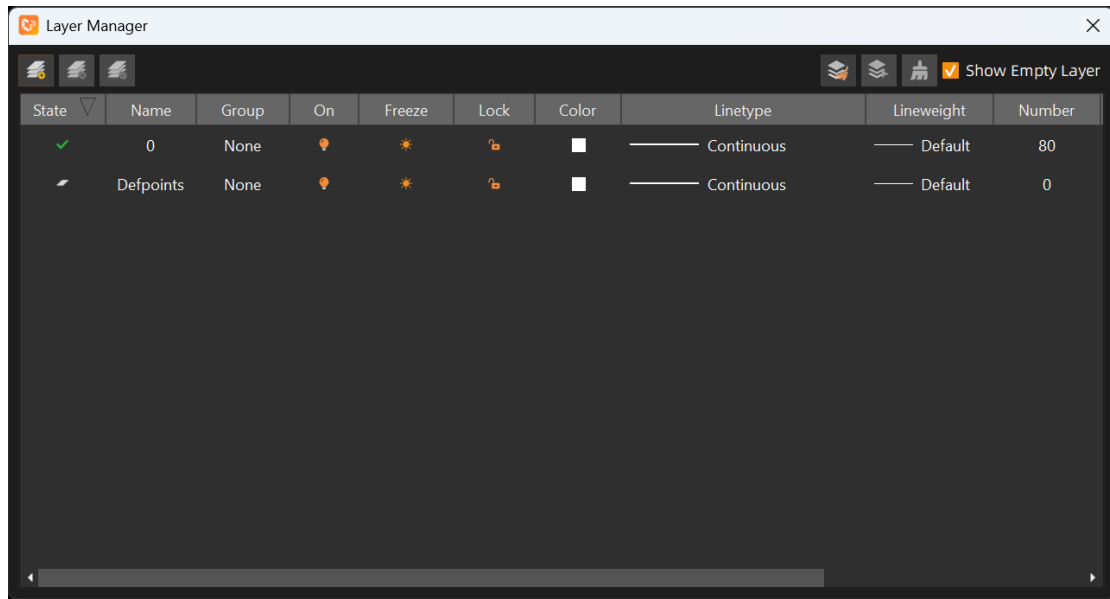 Layer Manager
Show Empty Layer
State Name Group On Freeze Lock Color Linetype Lineweight Number
0 None Continuous Default 80
Defpoints None Continuous Default 0